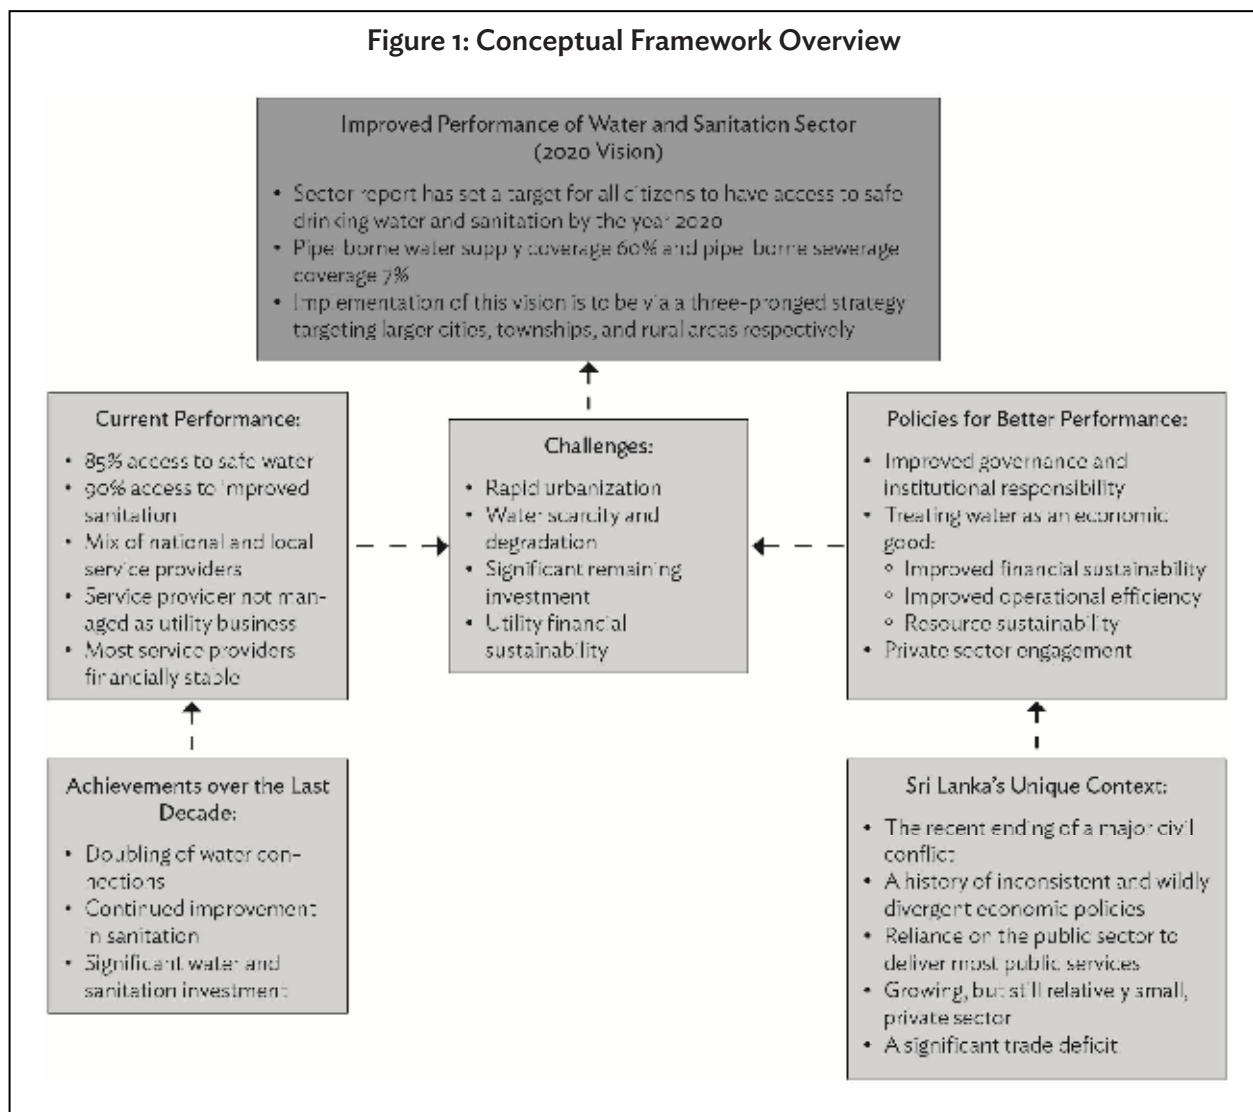 Figure 1: Conceptual Framework Overview
Improved Performance of Water and Sanitation Sector
(2020 Vision)
• Sector report has set a target for all citizens to have access to safe
drinking water and sanitation by the year 2020
• Pipe-borne water supply coverage 60% and pipe-borne sewerage
coverage 7%
• Implementation of this vision is to be via a three-pronged strategy
targeting larger cities, townships, and rural areas respectively
Current Performance:
• 85% access to safe water
• 90% access to improved
sanitation
• Mix of national and local
service providers
• Service provider not man-
aged as utility business
• Most service providers
financially stable
Challenges:
• Rapid urbanization
• Water scarcity and
degradation
• Significant remaining
investment
• Utility financial
sustainability
Policies for Better Performance:
• Improved governance and
institutional responsibility
• Treating water as an economic
good:
° Improved financial sustainability
° Improved operational efficiency
° Resource sustainability
• Private sector engagement
Achievements over the Last
Decade:
• Doubling of water con-
nections
• Continued improvement
in sanitation
• Significant water and
sanitation investment
Sri Lanka's Unique Context:
• The recent ending of a major civil
conflict
• A history of inconsistent and wildly
divergent economic policies
• Reliance on the public sector to
deliver most public services
• Growing, but still relatively small,
private sector
• A significant trade deficit